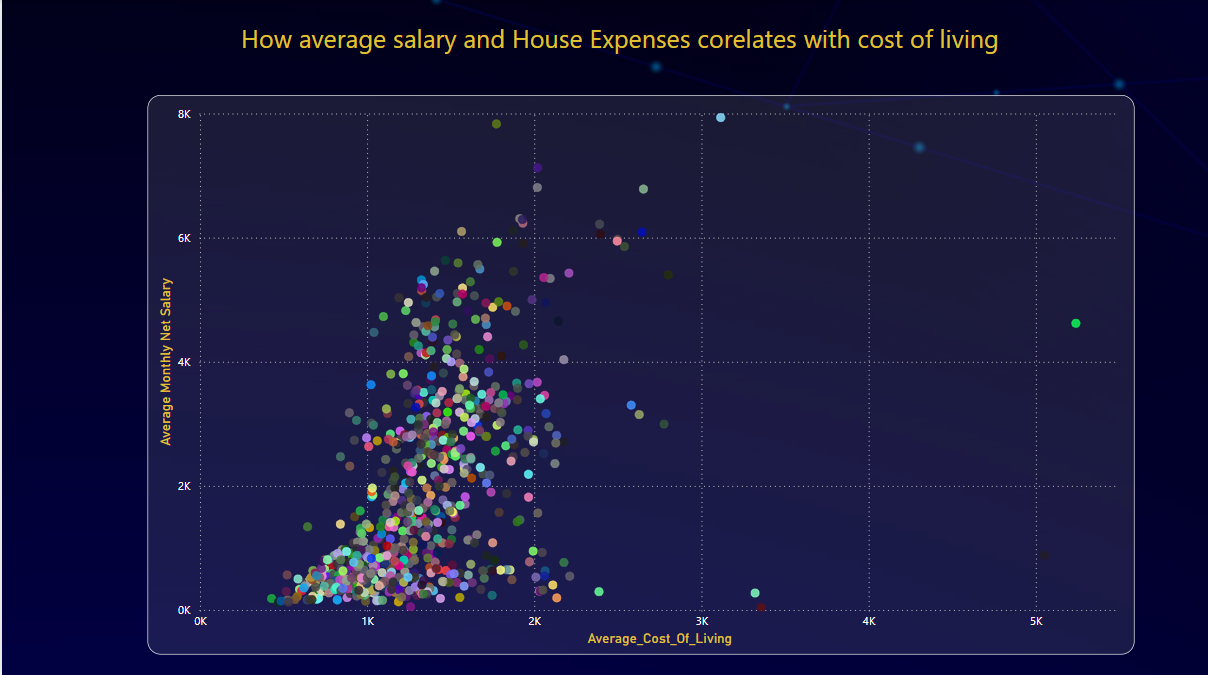 How average salary and House Expenses corelates with cost of living
8K
6K
4K
2K
0K
Average Monthly Net Salary
0K
1K
2K
3K
4K
5K
Average_Cost_Of_Living